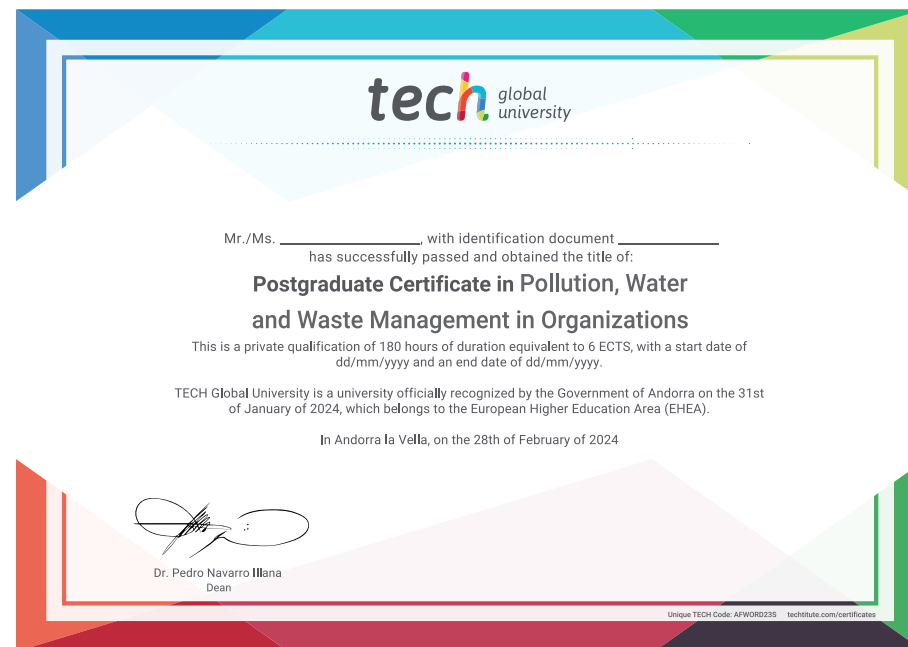 tech global
university
Mr./Ms. ____________, with identification document ____________
has successfully passed and obtained the title of:
Postgraduate Certificate in Pollution, Water
and Waste Management in Organizations
This is a private qualification of 180 hours of duration equivalent to 6 ECTS, with a start date of
dd/mm/yyyy and an end date of dd/mm/yyyy.
TECH Global University is a university officially recognized by the Government of Andorra on the 31st
of January of 2024, which belongs to the European Higher Education Area (EHEA).
In Andorra la Vella, on the 28th of February of 2024
Dr. Pedro Navarro Illana
Dean
Unique TECH Code: AFWORD23S techtitute.com/certificates